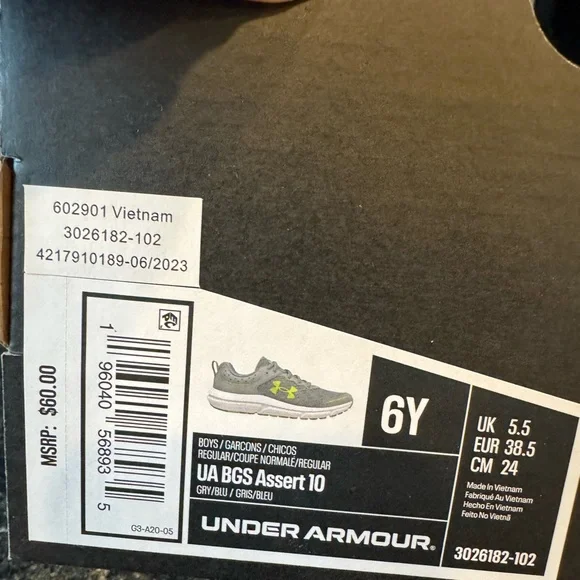 602901 Vietnam
3026182-102
4217910189-06/2023
MSRP: $60.00
1 96040 56893 5
G3-A20-05
BOYS / GARCONS / CHICOS
REGULAR/COUPE NORMALE/REGULAR
UA BGS Assert 10
GRY/BLU / GRIS/BLEU
UNDER ARMOUR.
6Y
UK 5.5
EUR 38.5
CM 24
Made In Vietnam
Fabriqué Au Vietnam
Hecho En Vietnam
Feito No Vietnã
3026182-102